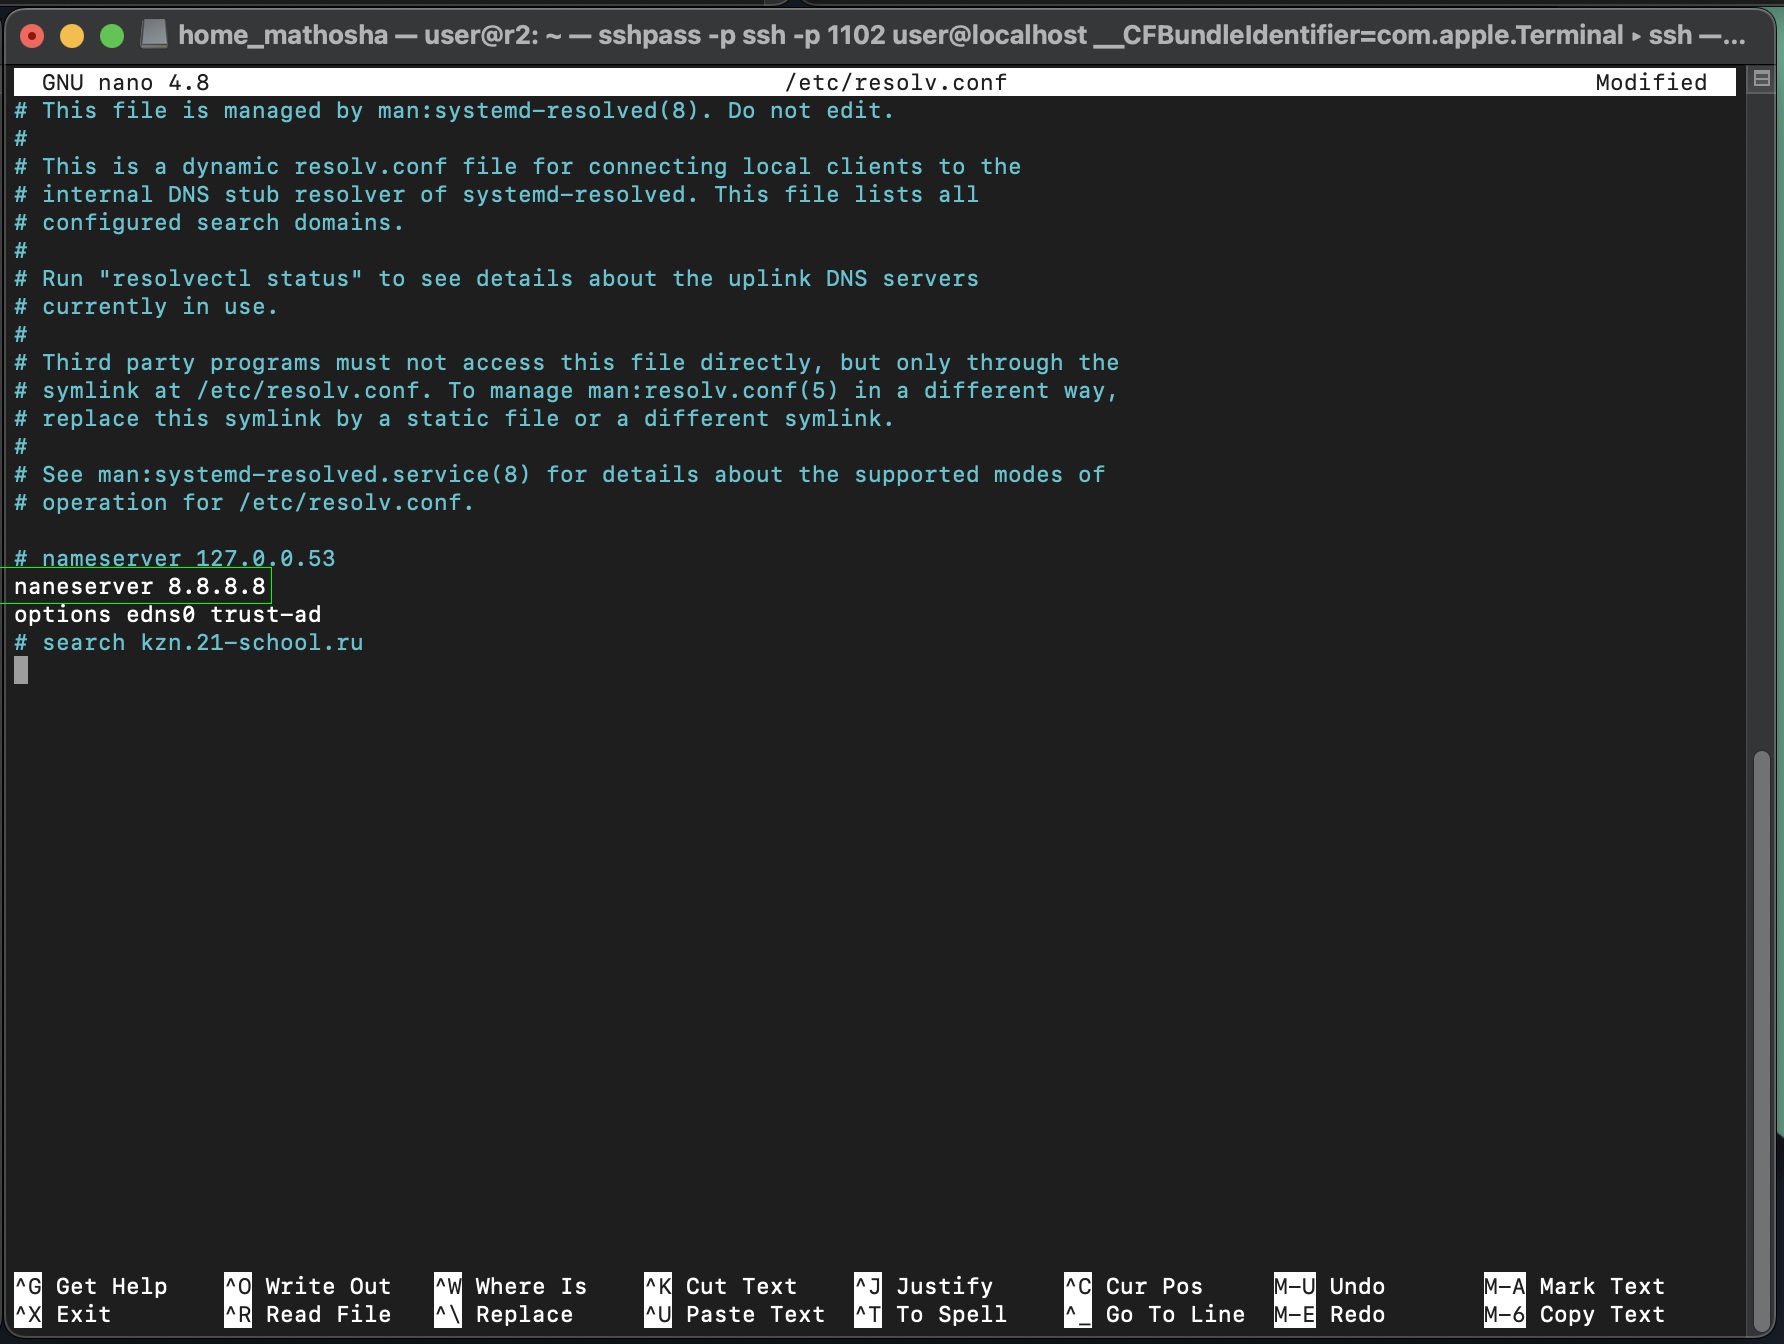 home_mathosha — user@r2: ~ — sshpass -p ssh -p 1102 user@localhost __CFBundleIdentifier=com.apple.Terminal ▸ ssh —...
GNU nano 4.8 /etc/resolv.conf Modified
# This file is managed by man:systemd-resolved(8). Do not edit.
#
# This is a dynamic resolv.conf file for connecting local clients to the
# internal DNS stub resolver of systemd-resolved. This file lists all
# configured search domains.
#
# Run "resolvectl status" to see details about the uplink DNS servers
# currently in use.
#
# Third party programs must not access this file directly, but only through the
# symlink at /etc/resolv.conf. To manage man:resolv.conf(5) in a different way,
# replace this symlink by a static file or a different symlink.
#
# See man:systemd-resolved.service(8) for details about the supported modes of
# operation for /etc/resolv.conf.
# nameserver 127.0.0.53
naneserver 8.8.8.8
options edns0 trust-ad
# search kzn.21-school.ru
^G Get Help ^O Write Out ^W Where Is ^K Cut Text ^J Justify ^C Cur Pos M-U Undo M-A Mark Text
^X Exit ^R Read File ^\ Replace ^U Paste Text ^T To Spell ^_ Go To Line M-E Redo M-6 Copy Text